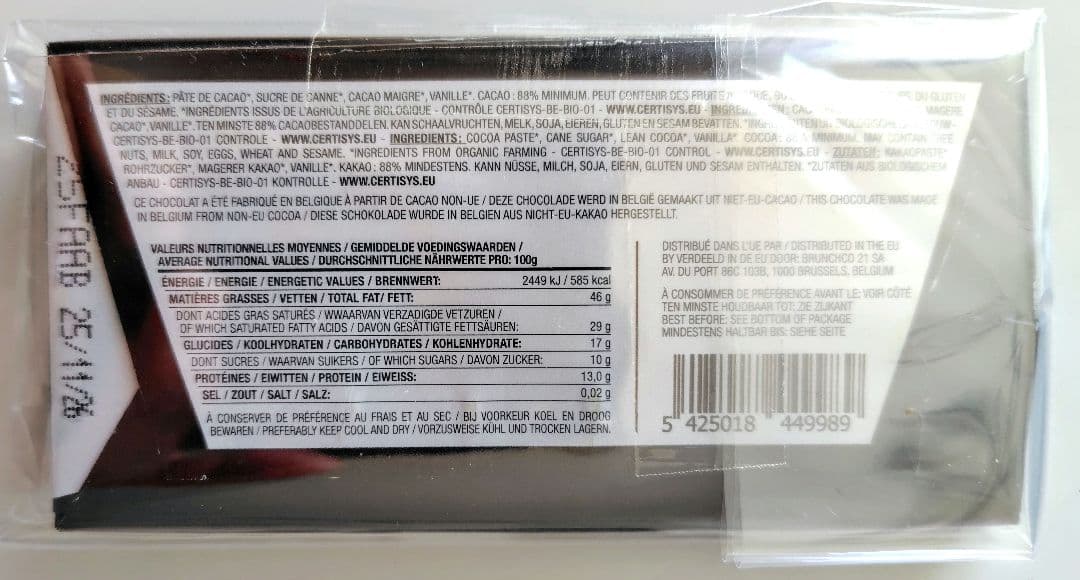 INGRÉDIENTS: PÂTE DE CACAO*, SUCRE DE CANNE*, CACAO MAIGRE*, VANILLE*. CACAO : 88% MINIMUM. PEUT CONTENIR DES FRUITS DU GLUTEN
ET DU SÉSAME. *INGRÉDIENTS ISSUS DE L'AGRICULTURE BIOLOGIQUE - CONTRÔLE CERTISYS-BE-BIO-01 - WWW.CERTISYS.EU - MAGERE
CACAO*, VANILLE*. TEN MINSTE 88% CACAOBESTANDDELEN. KAN SCHAALVRUCHTEN, MELK, SOJA, EIEREN, GLUTEN EN SESAM BEVATTEN.
CERTISYS-BE-BIO-01 CONTROLE - WWW.CERTISYS.EU - INGREDIENTS: COCOA PASTE*, CANE SUGAR*, LEAN COCOA*, VANILLA* COCOA: 88% MINIMUM. MAY CONTAIN TREE
NUTS, MILK, SOY, EGGS, WHEAT AND SESAME. *INGREDIENTS FROM ORGANIC FARMING - CERTISYS-BE-BIO-01 CONTROL - WWW.CERTISYS.EU - ZUTATEN: KAKAOPASTE*
ROHRZUCKER*, MAGERER KAKAO*, VANILLE*. KAKAO: 88% MINDESTENS. KANN NÜSSE, MILCH, SOJA, EIERN, GLUTEN UND SESAM ENTHALTEN. *ZUTATEN AUS BIOLOGISCHEM
ANBAU - CERTISYS-BE-BIO-01 KONTROLLE - WWW.CERTISYS.EU
CE CHOCOLAT A ÉTÉ FABRIQUÉ EN BELGIQUE À PARTIR DE CACAO NON-UE / DEZE CHOCOLADE WERD IN BELGIË GEMAAKT UIT NIET-EU-CACAO / THIS CHOCOLATE WAS MADE
IN BELGIUM FROM NON-EU COCOA / DIESE SCHOKOLADE WURDE IN BELGIEN AUS NICHT-EU-KAKAO HERGESTELLT.
VALEURS NUTRITIONNELLES MOYENNES / GEMIDDELDE VOEDINGSWAARDEN /
AVERAGE NUTRITIONAL VALUES / DURCHSCHNITTLICHE NÄHRWERTE PRO: 100g
ÉNERGIE / ENERGIE / ENERGETIC VALUES / BRENNWERT: 2449 kJ / 585 kcal
MATIÈRES GRASSES / VETTEN / TOTAL FAT/ FETT: 46 g
DONT ACIDES GRAS SATURÉS / WWAARVAN VERZADIGDE VETZUREN /
OF WHICH SATURATED FATTY ACIDS / DAVON GESÄTTIGTE FETTSÄUREN: 29 g
GLUCIDES / KOOLHYDRATEN / CARBOHYDRATES / KOHLENHYDRATE: 17 g
DONT SUCRES / WAARVAN SUIKERS / OF WHICH SUGARS / DAVON ZUCKER: 10 g
PROTÉINES / EIWITTEN / PROTEIN / EIWEISS: 13,0 g
SEL / ZOUT / SALT / SALZ: 0,02 g
À CONSERVER DE PRÉFÉRENCE AU FRAIS ET AU SEC / BIJ VOORKEUR KOEL EN DROOG
BEWAREN / PREFERABLY KEEP COOL AND DRY / VORZUSWEISE KÜHL UND TROCKEN LAGERN.
DISTRIBUÉ DANS L'UE PAR / DISTRIBUTED IN THE EU
BY VERDEELD IN DE EU DOOR: BRUNCHCO 21 SA
AV. DU PORT 86C 103B, 1000 BRUSSELS. BELGIUM
À CONSOMMER DE PRÉFÉRENCE AVANT LE: VOIR CÔTÉ
TEN MINSTE HOUDBAAR TOT: ZIE ZIJKANT
BEST BEFORE: SEE BOTTOM OF PACKAGE
MINDESTENS HALTBAR BIS: SIEHE SEITE
5 425018 449989
25FAAB 25/11/26